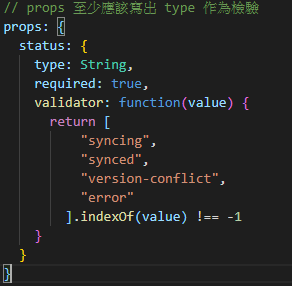 // props 至少應該寫出 type 作為檢驗
props: {
  status: {
    type: String,
    required: true,
    validator: function(value) {
      return [
          "syncing",
          "synced",
          "version-conflict",
          "error"
        ].indexOf(value) !== -1
    }
  }
}